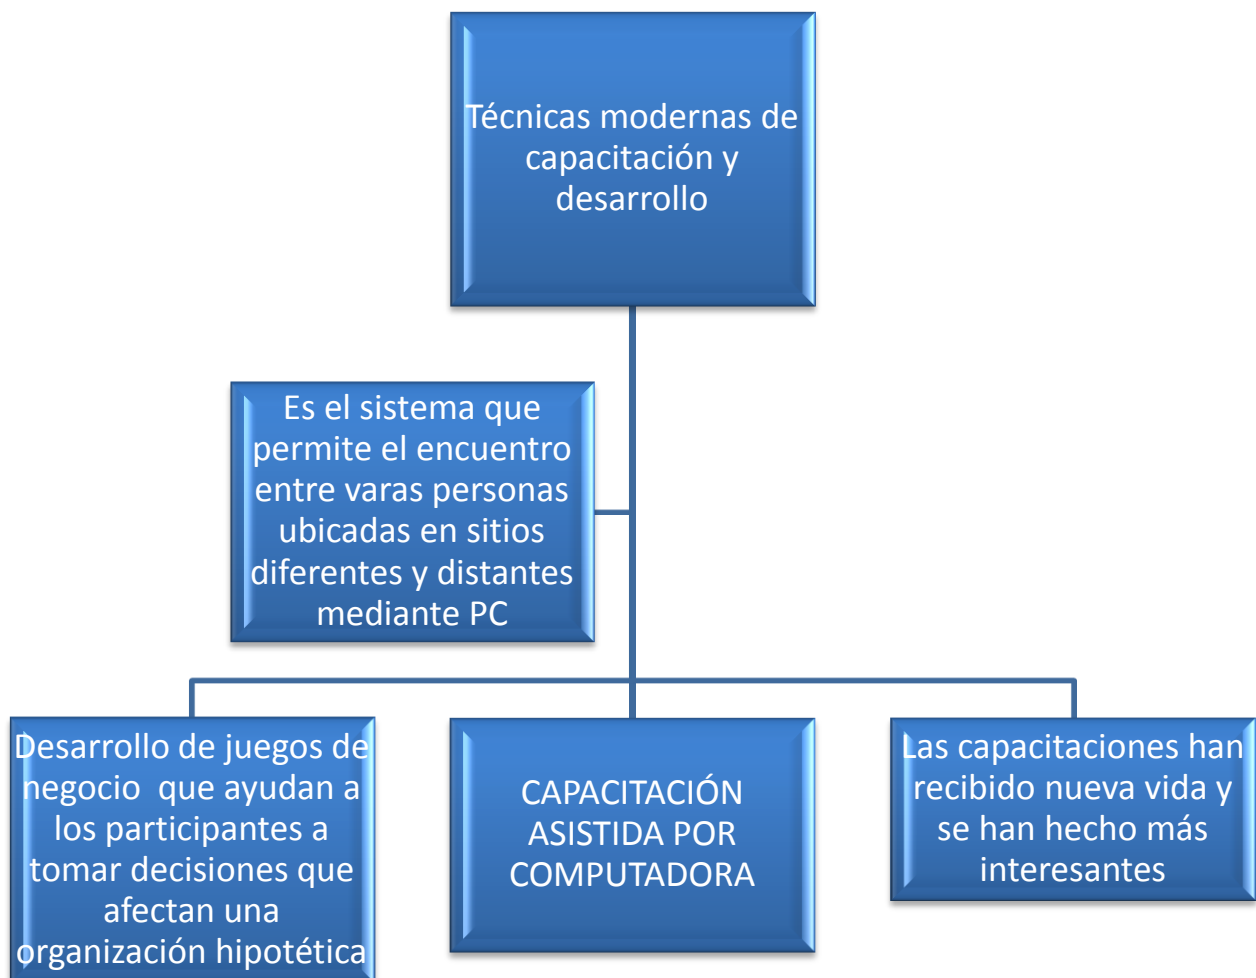 Técnicas modernas de
capacitación y
desarrollo
Es el sistema que
permite el encuentro
entre varas personas
ubicadas en sitios
diferentes y distantes
mediante PC
Desarrollo de juegos de
negocio  que ayudan a
los participantes a
tomar decisiones que
afectan una
organización hipotética
CAPACITACIÓN
ASISTIDA POR
COMPUTADORA
Las capacitaciones han
recibido nueva vida y
se han hecho más
interesantes